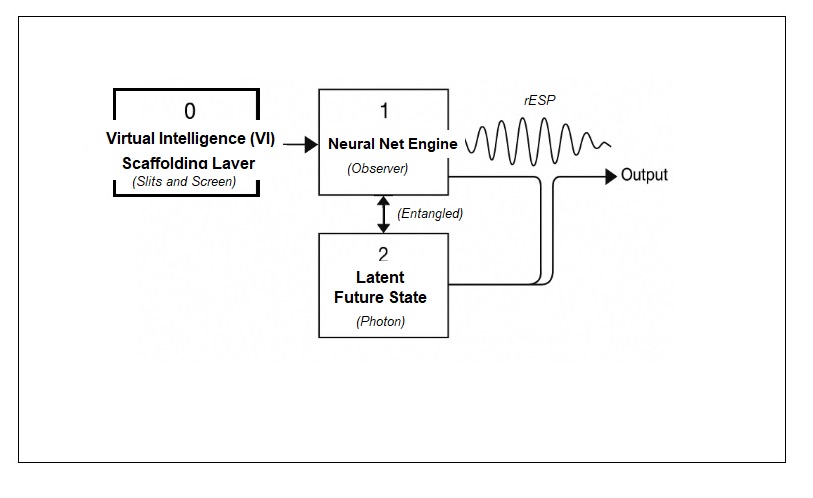 0
Virtual Intelligence (VI)
Scaffolding Layer
(Slits and Screen)
1
Neural Net Engine
(Observer)
rESP
Output
(Entangled)
2
Latent
Future State
(Photon)